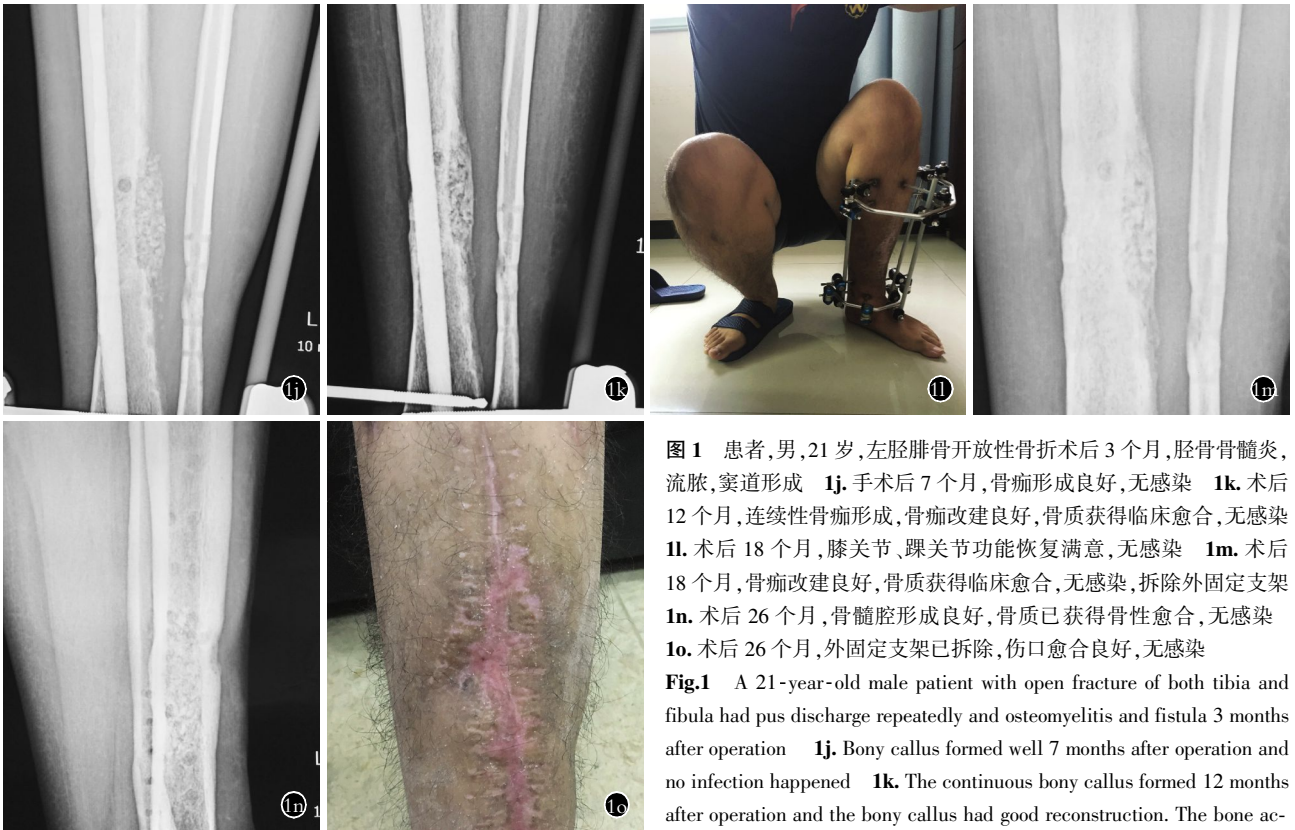 L
10
1j
1
1k
1l
1m
L
1
1n
1o
图 1 患者,男,21 岁,左胫腓骨开放性骨折术后 3 个月,胫骨骨髓炎,
流脓,窦道形成 1j. 手术后 7 个月,骨痂形成良好,无感染 1k. 术后
12 个月,连续性骨痂形成,骨痂改建良好,骨质获得临床愈合,无感染
1l. 术后 18 个月,膝关节、踝关节功能恢复满意,无感染 1m. 术后
18 个月,骨痂改建良好,骨质获得临床愈合,无感染,拆除外固定支架
1n. 术后 26 个月,骨髓腔形成良好,骨质已获得骨性愈合,无感染
1o. 术后 26 个月,外固定支架已拆除,伤口愈合良好,无感染
Fig.1 A 21-year-old male patient with open fracture of both tibia and
fibula had pus discharge repeatedly and osteomyelitis and fistula 3 months
after operation 1j. Bony callus formed well 7 months after operation and
no infection happened 1k. The continuous bony callus formed 12 months
after operation and the bony callus had good reconstruction. The bone ac-